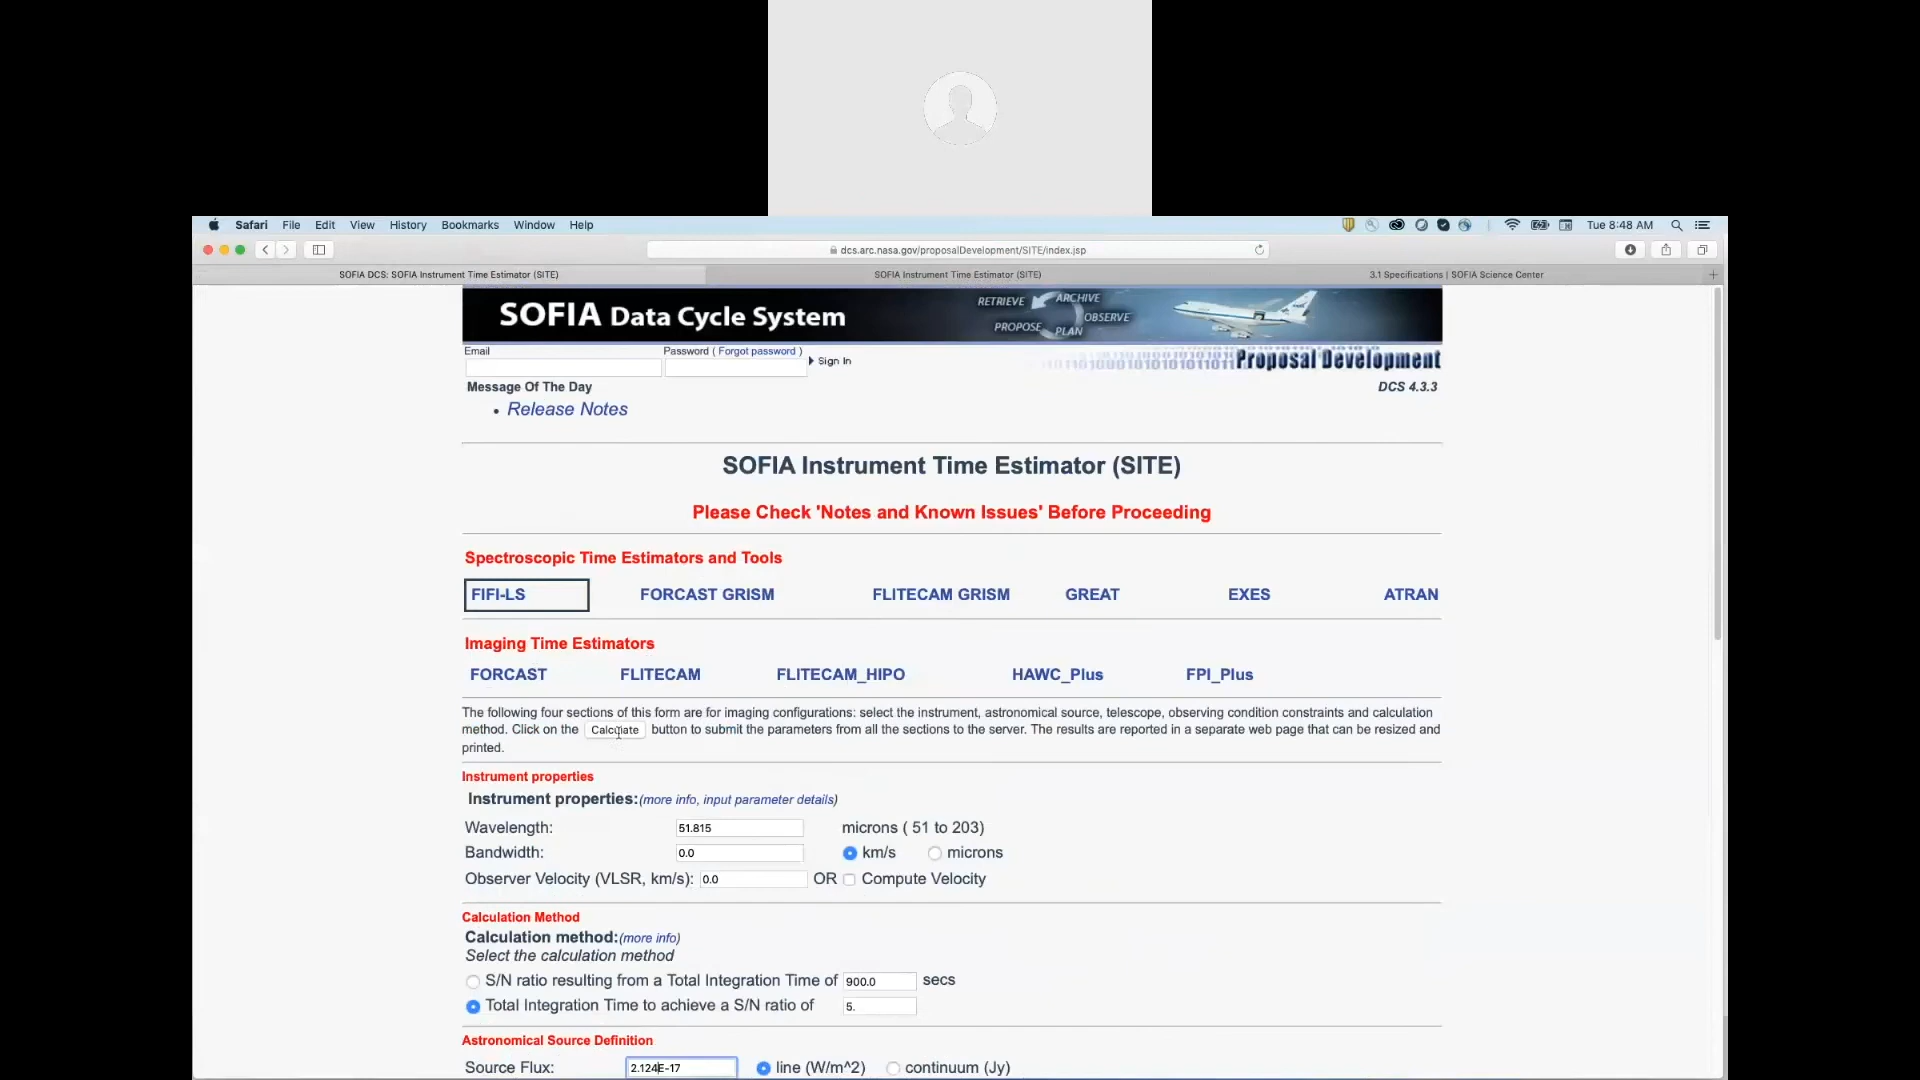 Safari File Edit View History Bookmarks Window Help Tue 8:48 AM
dcs.arc.nasa.gov/proposalDevelopment/SITE/index.jsp
SOFIA DCS: SOFIA Instrument Time Estimator (SITE) SOFIA Instrument Time Estimator (SITE) 3.1 Specifications | SOFIA Science Center
SOFIA Data Cycle System RETRIEVE ARCHIVE OBSERVE PLAN PROPOSE
Email Password ( Forgot password ) Sign In Proposal Development
Message Of The Day DCS 4.3.3
• Release Notes
SOFIA Instrument Time Estimator (SITE)
Please Check 'Notes and Known Issues' Before Proceeding
Spectroscopic Time Estimators and Tools
FIFI-LS FORCAST GRISM FLITECAM GRISM GREAT EXES ATRAN
Imaging Time Estimators
FORCAST FLITECAM FLITECAM_HIPO HAWC_Plus FPI_Plus
The following four sections of this form are for imaging configurations: select the instrument, astronomical source, telescope, observing condition constraints and calculation
method. Click on the Calculate button to submit the parameters from all the sections to the server. The results are reported in a separate web page that can be resized and
printed.
Instrument properties
Instrument properties:(more info, input parameter details)
Wavelength: 51.815 microns ( 51 to 203)
Bandwidth: 0.0 km/s microns
Observer Velocity (VLSR, km/s): 0.0 OR Compute Velocity
Calculation Method
Calculation method:(more info)
Select the calculation method
S/N ratio resulting from a Total Integration Time of 900.0 secs
Total Integration Time to achieve a S/N ratio of 5.
Astronomical Source Definition
Source Flux: 2.124E-17 line (W/m^2) continuum (Jy)